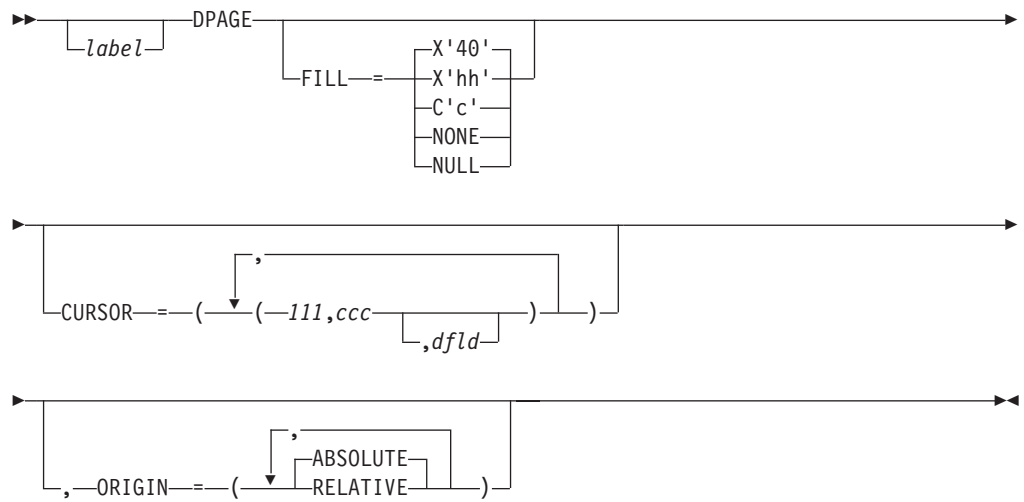 DPAGE
label
X'40'
FILL = X'hh'
C'c'
NONE
NULL
,
CURSOR = ( ( 111,ccc ) )
,dfld
,
ABSOLUTE
, ORIGIN = ( RELATIVE )